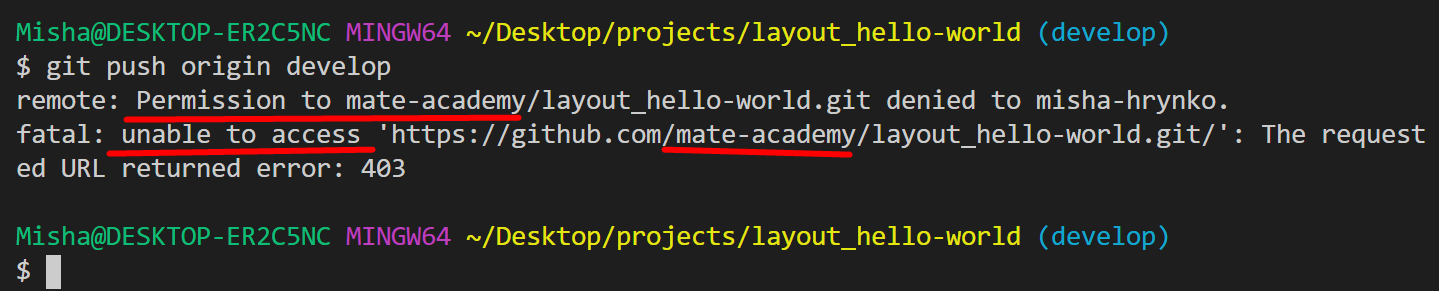 Misha@DESKTOP-ER2C5NC MINGW64 ~/Desktop/projects/layout_hello-world (develop)
$ git push origin develop
remote: Permission to mate-academy/layout_hello-world.git denied to misha-hrynko.
fatal: unable to access 'https://github.com/mate-academy/layout_hello-world.git/': The request
ed URL returned error: 403
Misha@DESKTOP-ER2C5NC MINGW64 ~/Desktop/projects/layout_hello-world (develop)
$